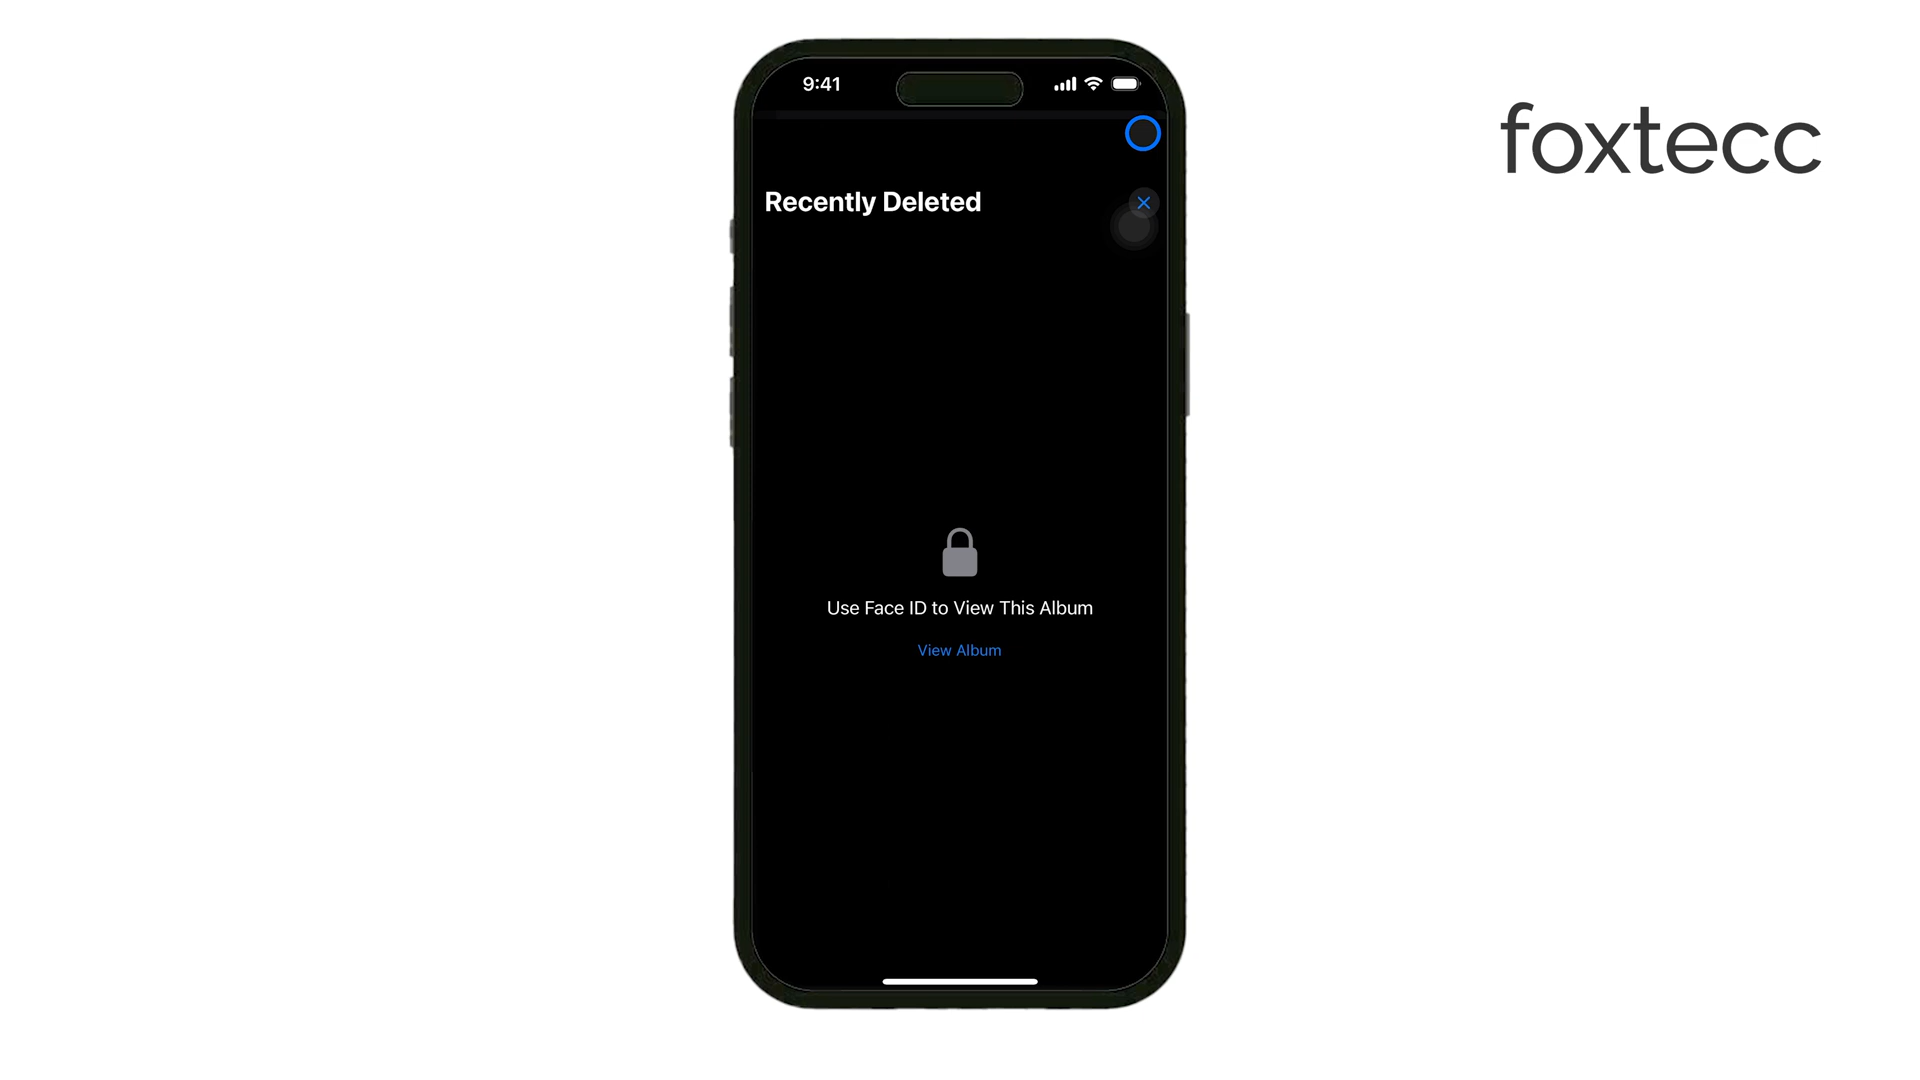 9:41
foxtecc
Recently Deleted
Use Face ID to View This Album
View Album